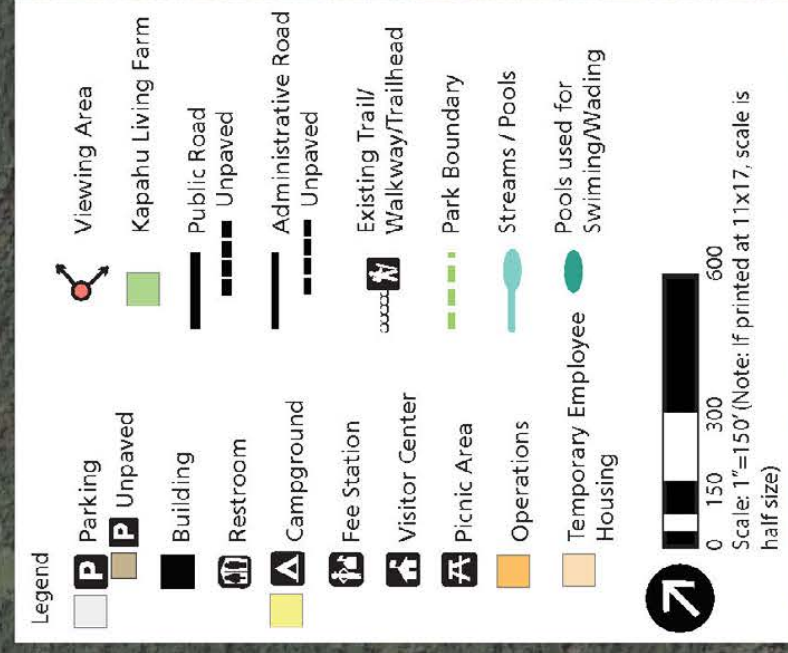 Legend
P Parking
P Unpaved
Building
Restroom
Campground
Fee Station
Visitor Center
Picnic Area
Operations
Temporary Employee
Housing
Viewing Area
Kapahu Living Farm
Public Road
Unpaved
Administrative Road
Unpaved
Existing Trail/
Walkway/Trailhead
Park Boundary
Streams / Pools
Pools used for
Swiming/Wading
0 150 300 600
Scale: 1"=150' (Note: If printed at 11x17, scale is
half size)